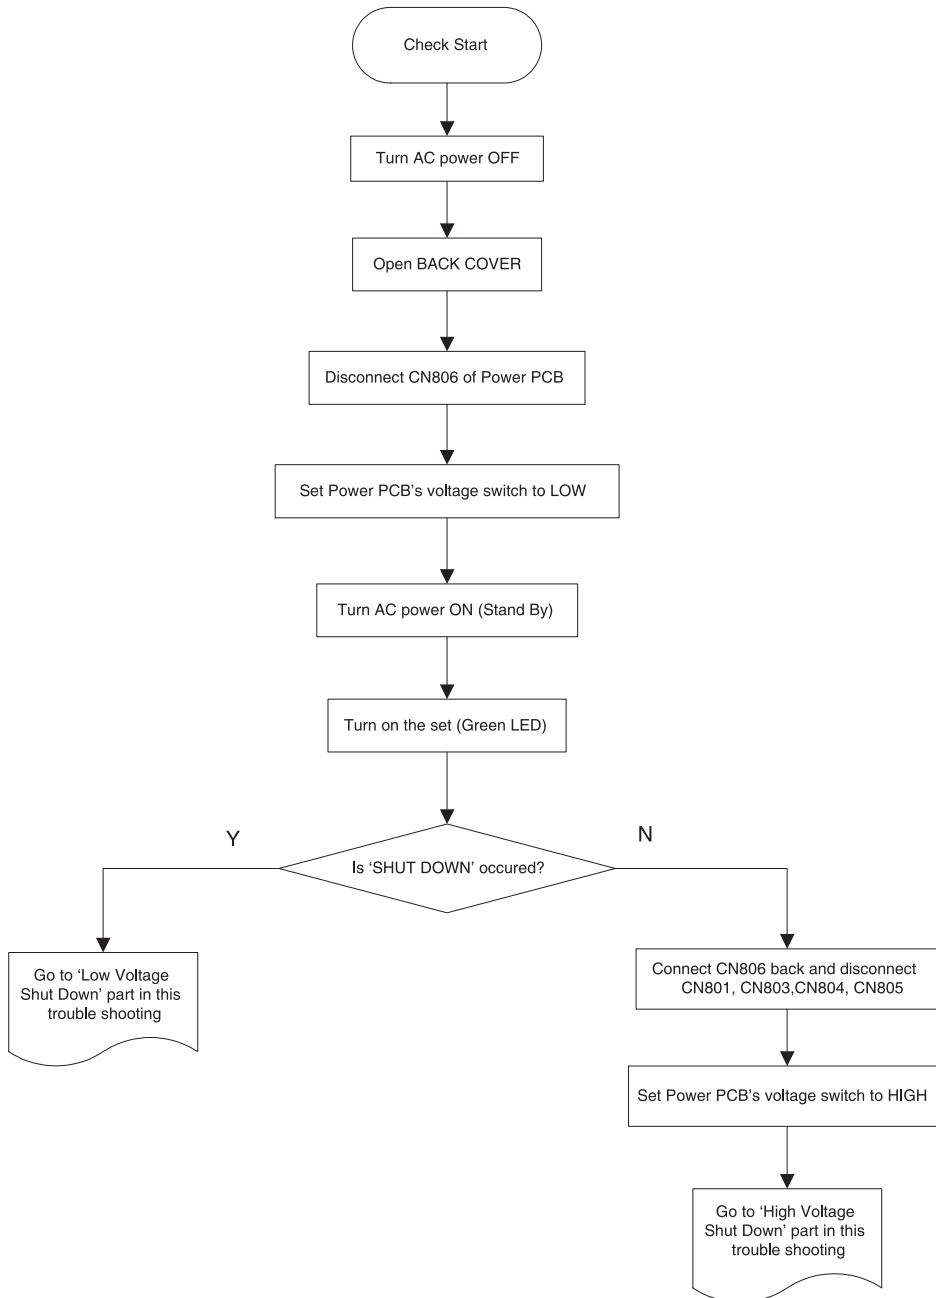 Check Start
Turn AC power OFF
Open BACK COVER
Disconnect CN806 of Power PCB
Set Power PCB’s voltage switch to LOW
Turn AC power ON (Stand By)
Turn on the set (Green LED)
Is ‘SHUT DOWN’ occured?
Y
N
Go to ‘Low Voltage
Shut Down’ part in this
trouble shooting
Connect CN806 back and disconnect
CN801, CN803,CN804, CN805
Set Power PCB’s voltage switch to HIGH
Go to ‘High Voltage
Shut Down’ part in this
trouble shooting